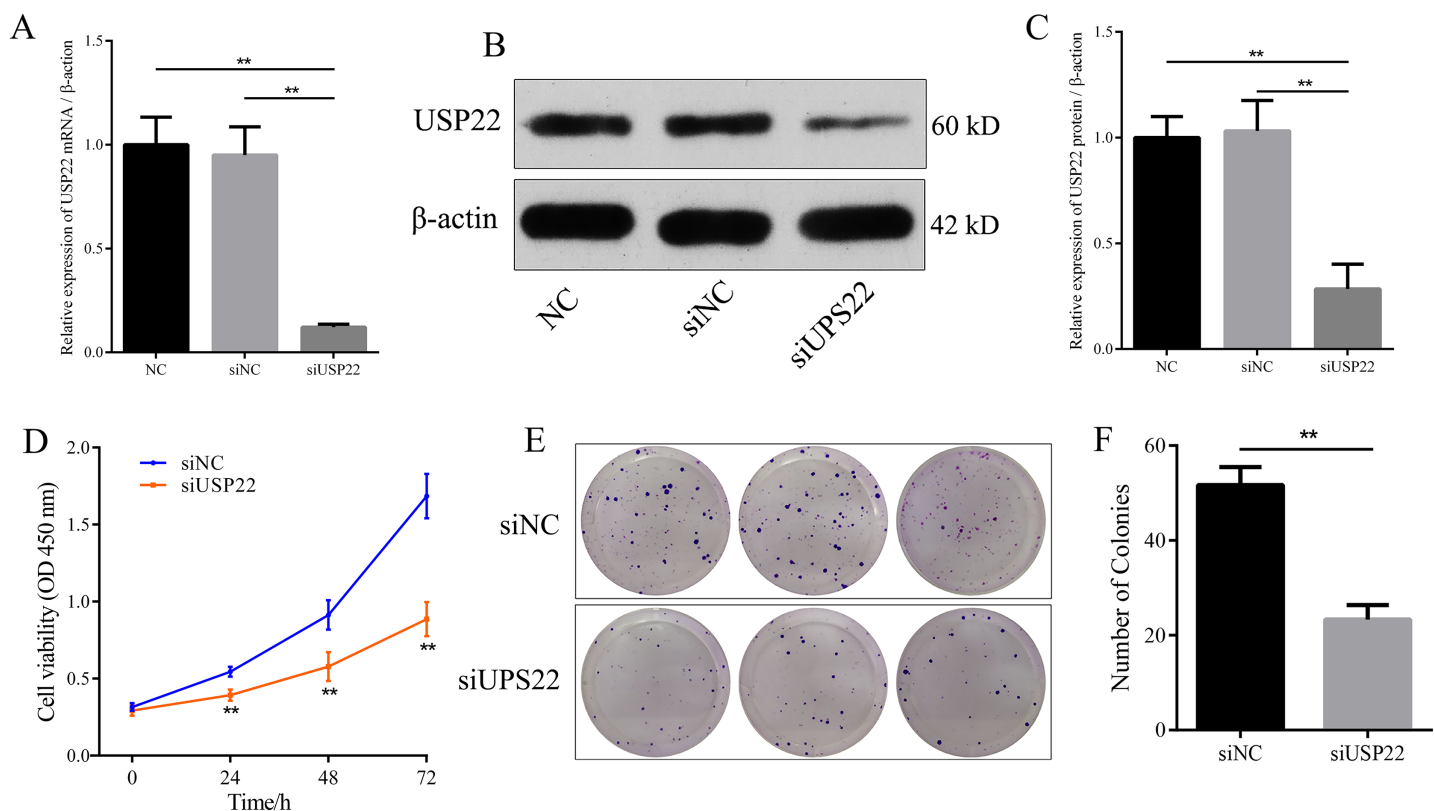 A
Relative expression of USP22 mRNA / β-action
1.5
1.0
0.5
0.0
**
**
NC
siNC
siUSP22
B
USP22
60 kD
β-actin
42 kD
NC
siNC
siUPS22
C
Relative expression of USP22 protein / β-action
1.5
1.0
0.5
0.0
**
**
NC
siNC
siUSP22
D
Cell viability (OD 450 nm)
2.0
1.5
1.0
0.5
0.0
siNC
siUSP22
**
**
**
0
24
48
72
Time/h
E
siNC
siUPS22
F
Number of Colonies
60
40
20
0
**
siNC
siUSP22